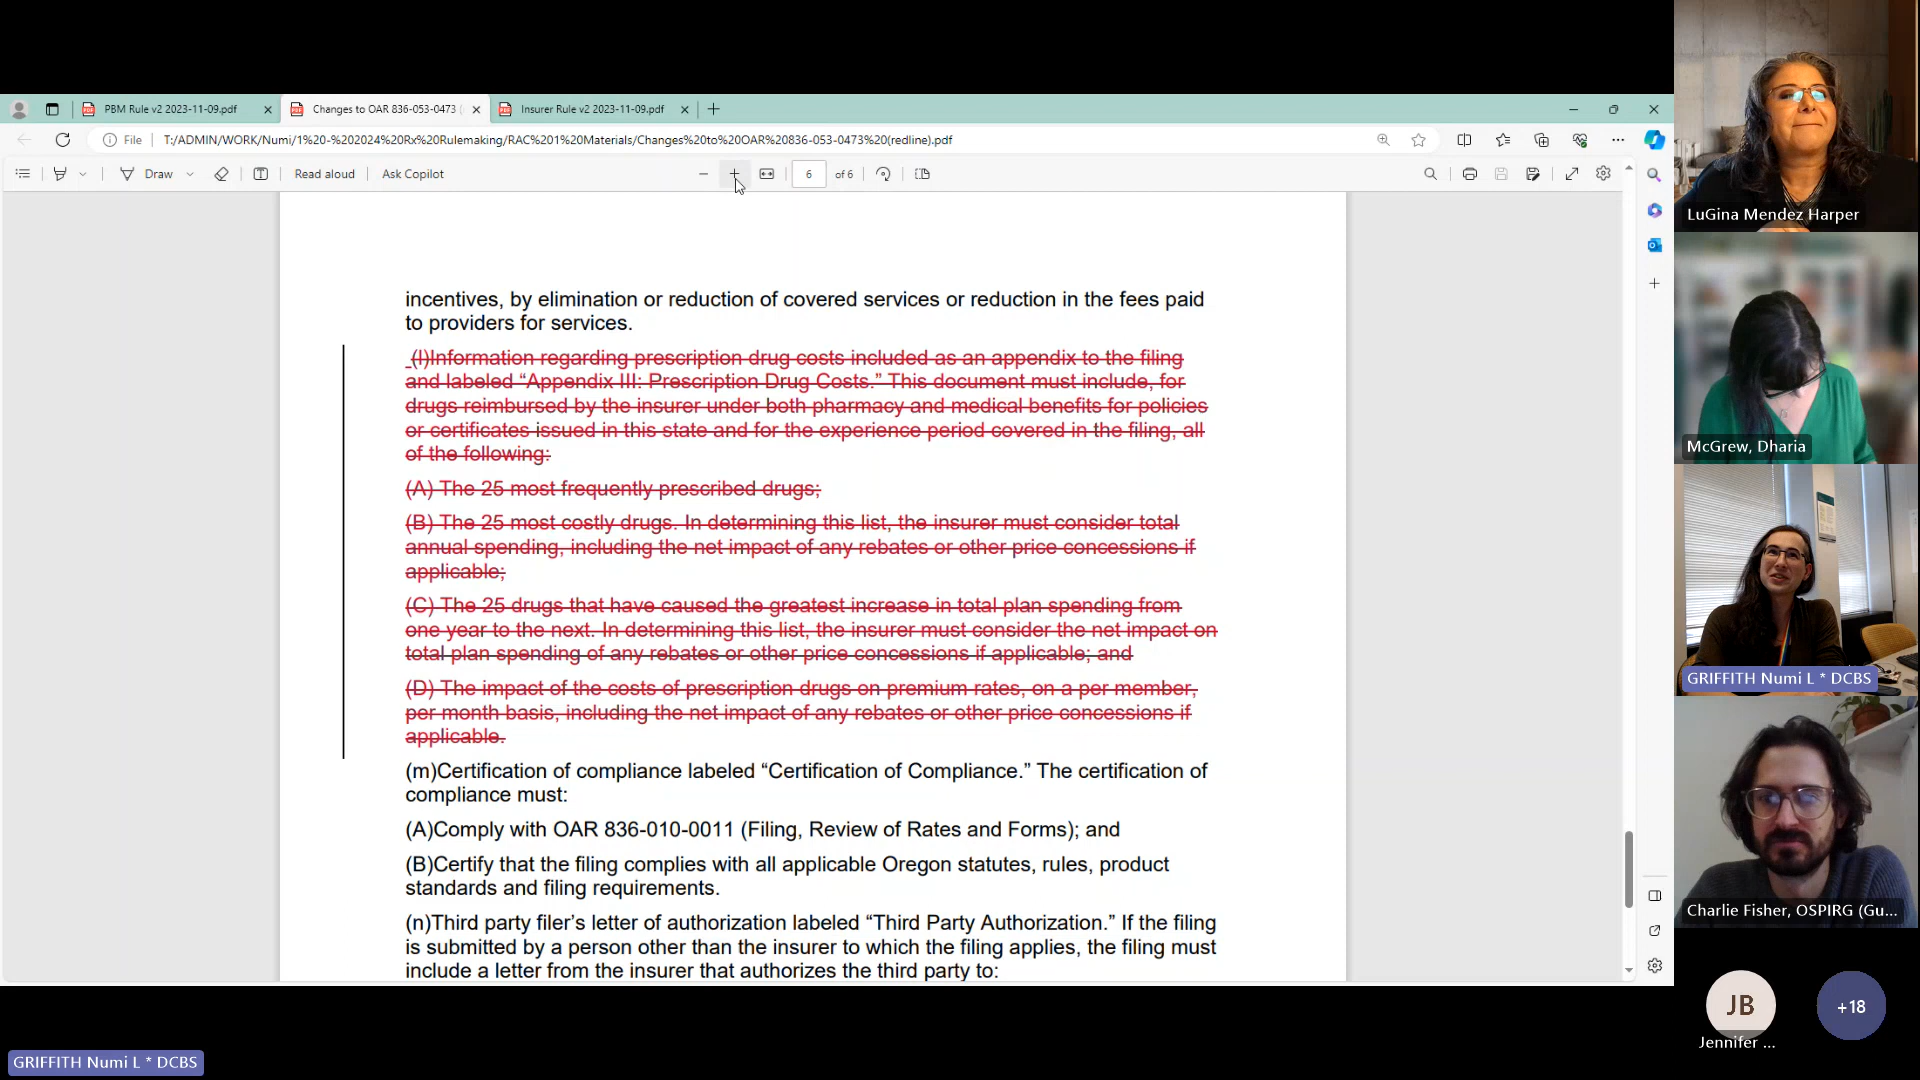 PBM Rule v2 2023-11-09.pdf
Changes to OAR 836-053-0473 (
Insurer Rule v2 2023-11-09.pdf
File
T:/ADMIN/WORK/Numi/1%20-%202024%20Rx%20Rulemaking/RAC%201%20Materials/Changes%20to%20OAR%20836-053-0473%20(redline).pdf
Draw
Read aloud
Ask Copilot
6
of 6
incentives, by elimination or reduction of covered services or reduction in the fees paid
to providers for services.
(l)Information regarding prescription drug costs included as an appendix to the filing
and labeled “Appendix III: Prescription Drug Costs.” This document must include, for
drugs reimbursed by the insurer under both pharmacy and medical benefits for policies
or certificates issued in this state and for the experience period covered in the filing, all
of the following:
(A) The 25 most frequently prescribed drugs;
(B) The 25 most costly drugs. In determining this list, the insurer must consider total
annual spending, including the net impact of any rebates or other price concessions if
applicable;
(C) The 25 drugs that have caused the greatest increase in total plan spending from
one year to the next. In determining this list, the insurer must consider the net impact on
total plan spending of any rebates or other price concessions if applicable; and
(D) The impact of the costs of prescription drugs on premium rates, on a per member,
per month basis, including the net impact of any rebates or other price concessions if
applicable.
(m)Certification of compliance labeled “Certification of Compliance.” The certification of
compliance must:
(A)Comply with OAR 836-010-0011 (Filing, Review of Rates and Forms); and
(B)Certify that the filing complies with all applicable Oregon statutes, rules, product
standards and filing requirements.
(n)Third party filer’s letter of authorization labeled “Third Party Authorization.” If the filing
is submitted by a person other than the insurer to which the filing applies, the filing must
include a letter from the insurer that authorizes the third party to:
LuGina Mendez Harper
McGrew, Dharia
GRIFFITH Numi L * DCBS
Charlie Fisher, OSPIRG (Gu...
JB
+18
Jennifer ...
GRIFFITH Numi L * DCBS